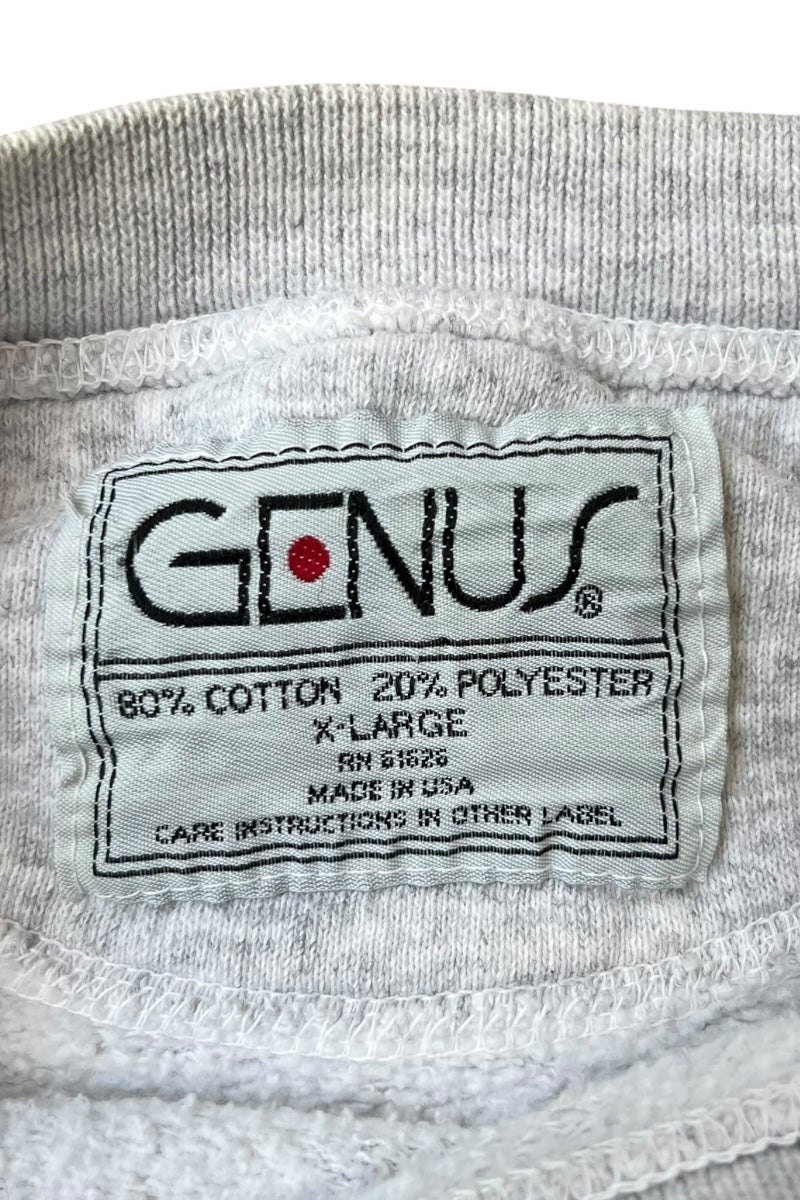 GENUS®
80% COTTON 20% POLYESTER
X-LARGE
RN 61626
MADE IN USA
CARE INSTRUCTIONS IN OTHER LABEL